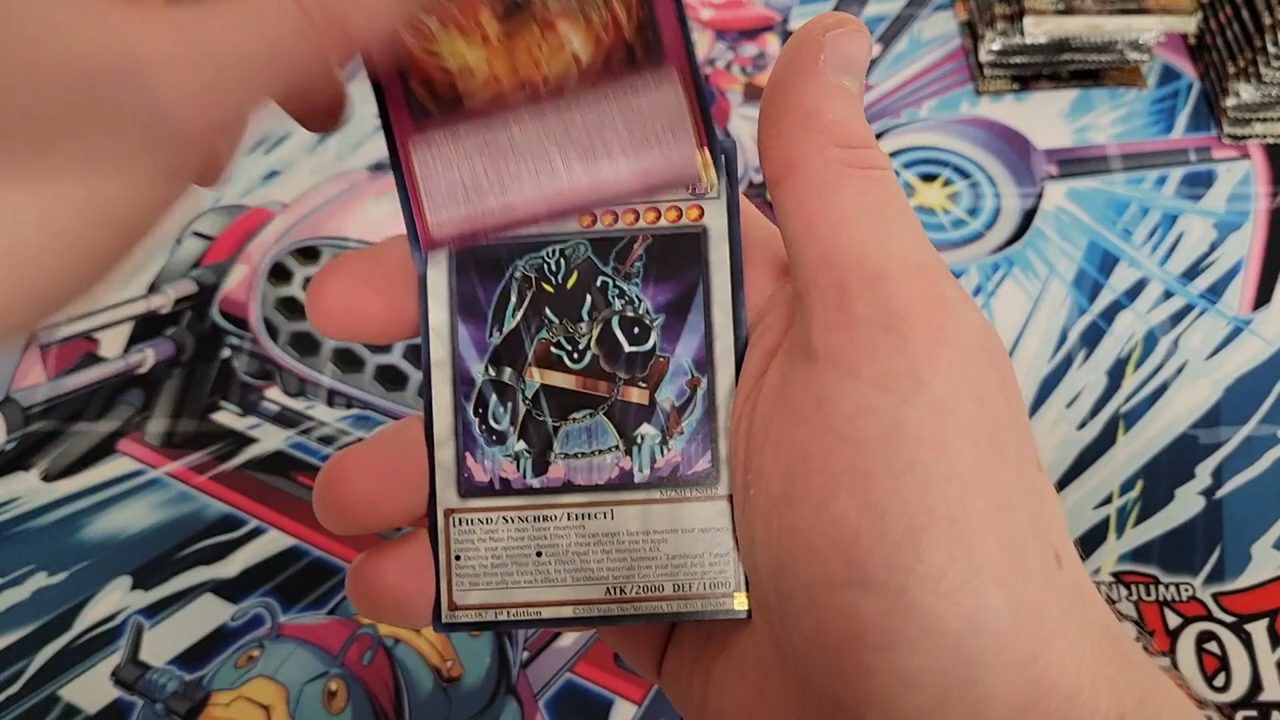 MZMI-EN032
[FIEND/SYNCHRO/EFFECT]
1 DARK Tuner + 1+ non-Tuner monsters
During the Main Phase (Quick Effect): You can target 1 face-up monster your opponent
controls; your opponent chooses 1 of these effects for you to apply.
● Destroy that monster. ● Gain LP equal to that monster's ATK.
During the Battle Phase (Quick Effect): You can Fusion Summon 1 "Earthbound" Fusion
Monster from your Extra Deck, by banishing its materials from your hand, field, and/or
GY. You can only use each effect of "Earthbound Servant Geo Gremlin" once per turn.
ATK/2000 DEF/1000
08690387 1st Edition ©2020 Studio Dice/SHUEISHA, TV TOKYO, KONAMI
N JUMP